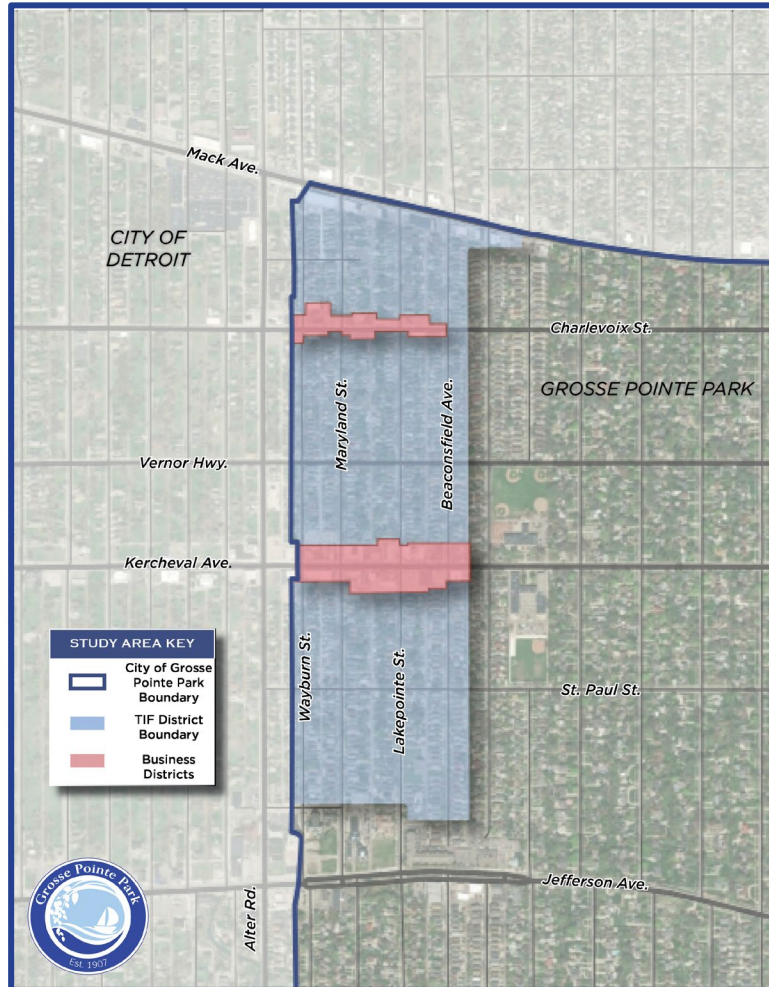 Mack Ave.
CITY OF
DETROIT
Charlevoix St.
GROSSE POINTE PARK
Maryland St.
Beaconsfield Ave.
Vernor Hwy.
Kercheval Ave.
STUDY AREA KEY
City of Grosse
Pointe Park
Boundary
TIF District
Boundary
Business
Districts
Wayburn St.
Lakepointe St.
St. Paul St.
Jefferson Ave.
Alter Rd.
Grosse Pointe Park
Est. 1907